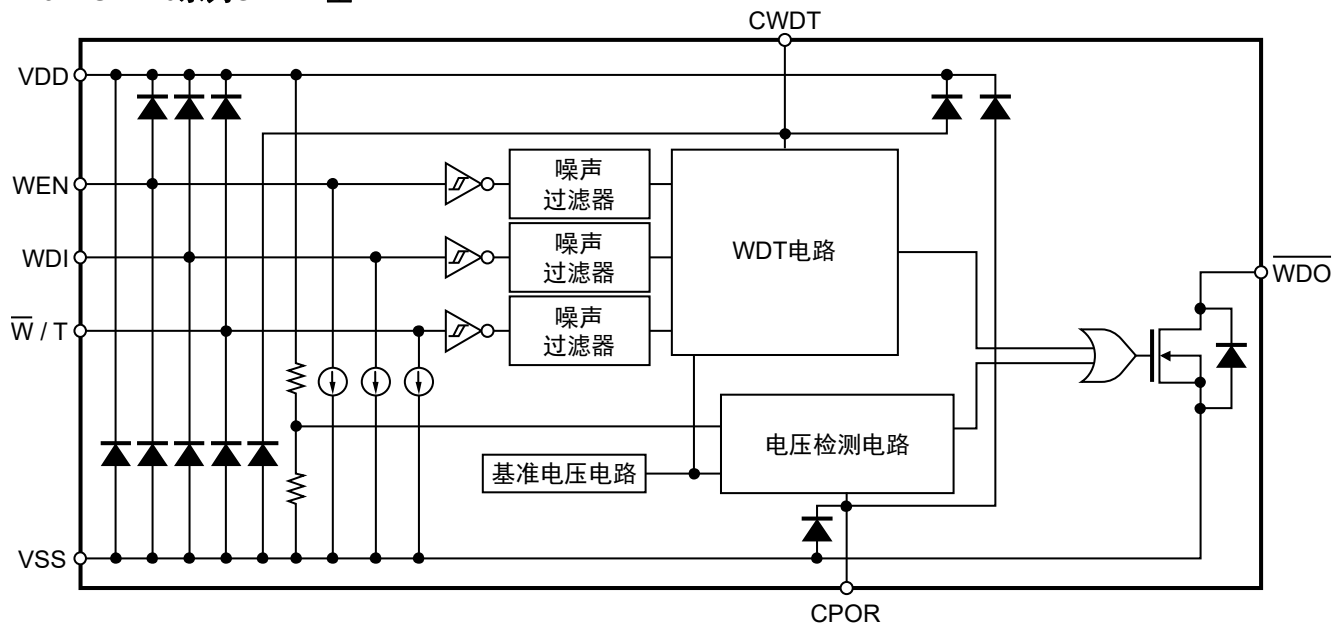 CWDT
VDD
WEN
噪声
过滤器
WDI
噪声
过滤器
WDT电路
W̅D̅O̅
W̅ / T
噪声
过滤器
电压检测电路
基准电压电路
VSS
CPOR